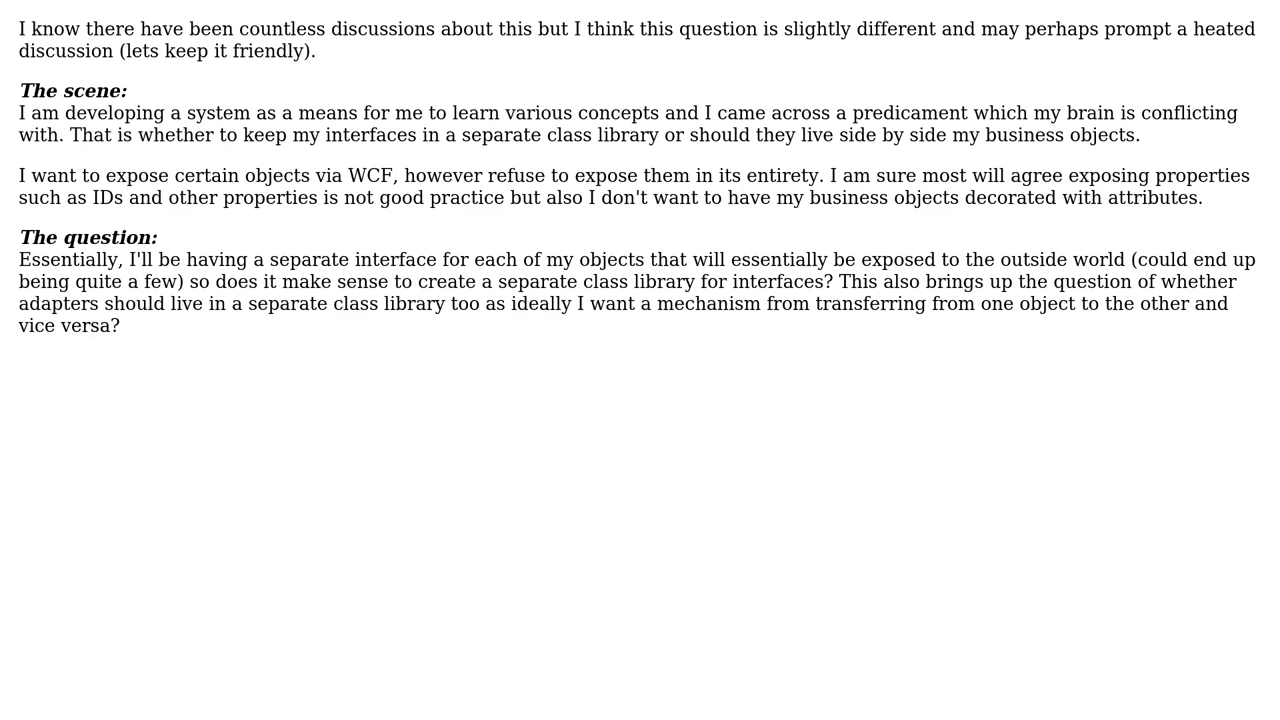 I know there have been countless discussions about this but I think this question is slightly different and may perhaps prompt a heated
discussion (lets keep it friendly).
The scene:
I am developing a system as a means for me to learn various concepts and I came across a predicament which my brain is conflicting
with. That is whether to keep my interfaces in a separate class library or should they live side by side my business objects.
I want to expose certain objects via WCF, however refuse to expose them in its entirety. I am sure most will agree exposing properties
such as IDs and other properties is not good practice but also I don't want to have my business objects decorated with attributes.
The question:
Essentially, I'll be having a separate interface for each of my objects that will essentially be exposed to the outside world (could end up
being quite a few) so does it make sense to create a separate class library for interfaces? This also brings up the question of whether
adapters should live in a separate class library too as ideally I want a mechanism from transferring from one object to the other and
vice versa?